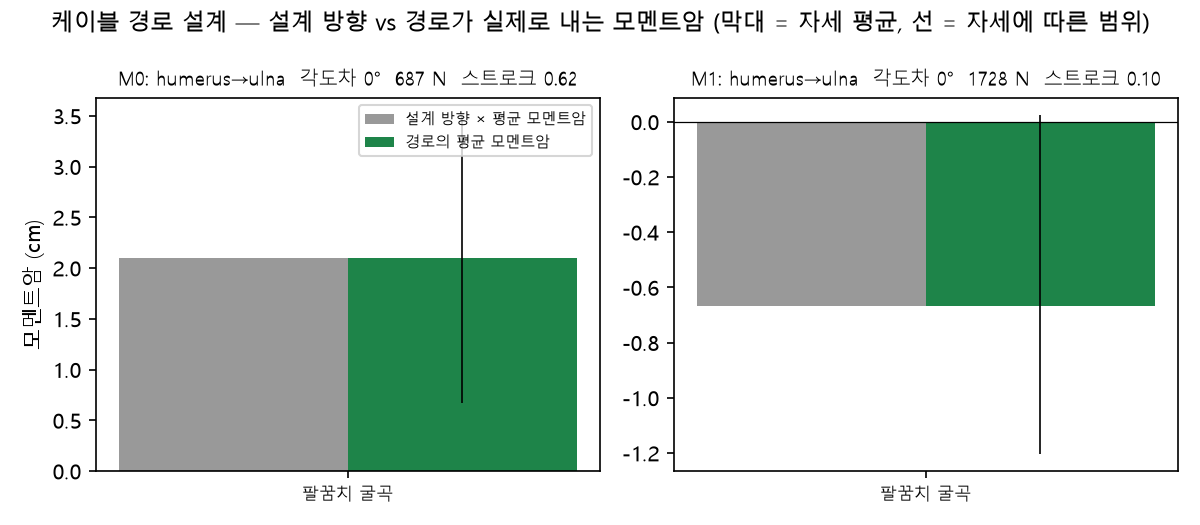 케이블 경로 설계 — 설계 방향 vs 경로가 실제로 내는 모멘트암 (막대 = 자세 평균, 선 = 자세에 따른 범위)
M0: humerus→ulna 각도차 0° 687 N 스트로크 0.62
설계 방향 × 평균 모멘트암
경로의 평균 모멘트암
모멘트암 (cm)
3.5
3.0
2.5
2.0
1.5
1.0
0.5
0.0
팔꿈치 굴곡
M1: humerus→ulna 각도차 0° 1728 N 스트로크 0.10
0.0
-0.2
-0.4
-0.6
-0.8
-1.0
-1.2
팔꿈치 굴곡